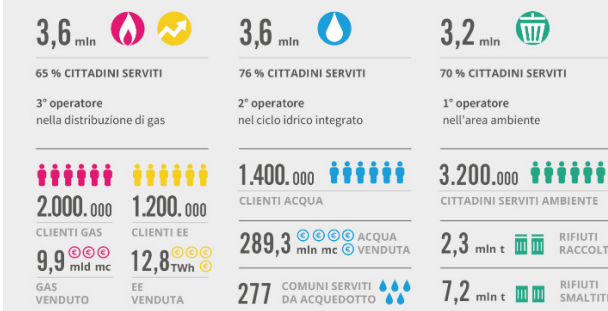 3,6 mln
65 % CITTADINI SERVITI
3° operatore
nella distribuzione di gas
2.000.000
CLIENTI GAS
1.200.000
CLIENTI EE
9,9 mld mc
GAS
VENDUTO
12,8 TWh
EE
VENDUTA
3,6 mln
76 % CITTADINI SERVITI
2° operatore
nel ciclo idrico integrato
1.400.000
CLIENTI ACQUA
289,3 mln mc ACQUA
VENDUTA
277 COMUNI SERVITI
DA ACQUEDOTTO
3,2 mln
70 % CITTADINI SERVITI
1° operatore
nell'area ambiente
3.200.000
CITTADINI SERVITI AMBIENTE
2,3 mln t RIFIUTI
RACCOLT
7,2 mln t RIFIUTI
SMALTITI